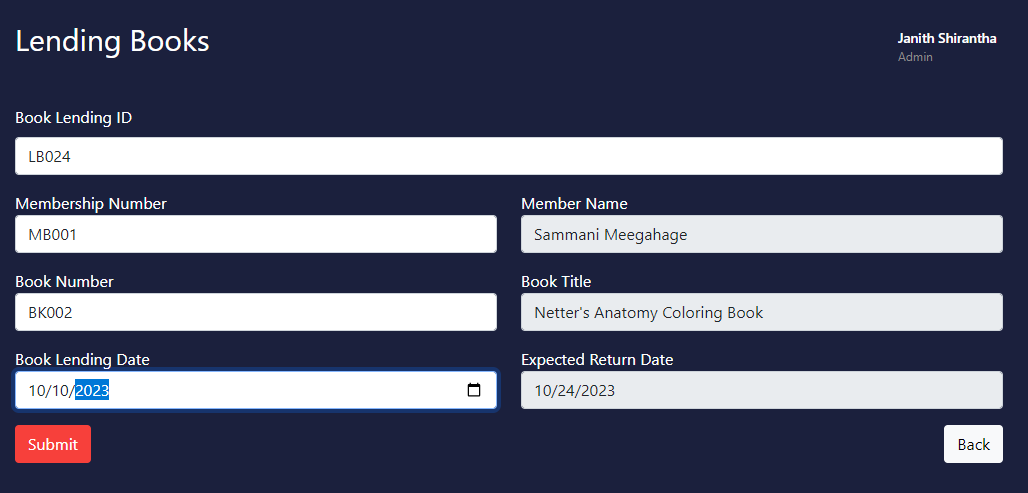 Lending Books
Janith Shirantha
Admin
Book Lending ID
LB024
Membership Number
Member Name
MB001
Sammani Meegahage
Book Number
Book Title
BK002
Netter's Anatomy Coloring Book
Book Lending Date
Expected Return Date
10/10/2023
10/24/2023
Submit
Back